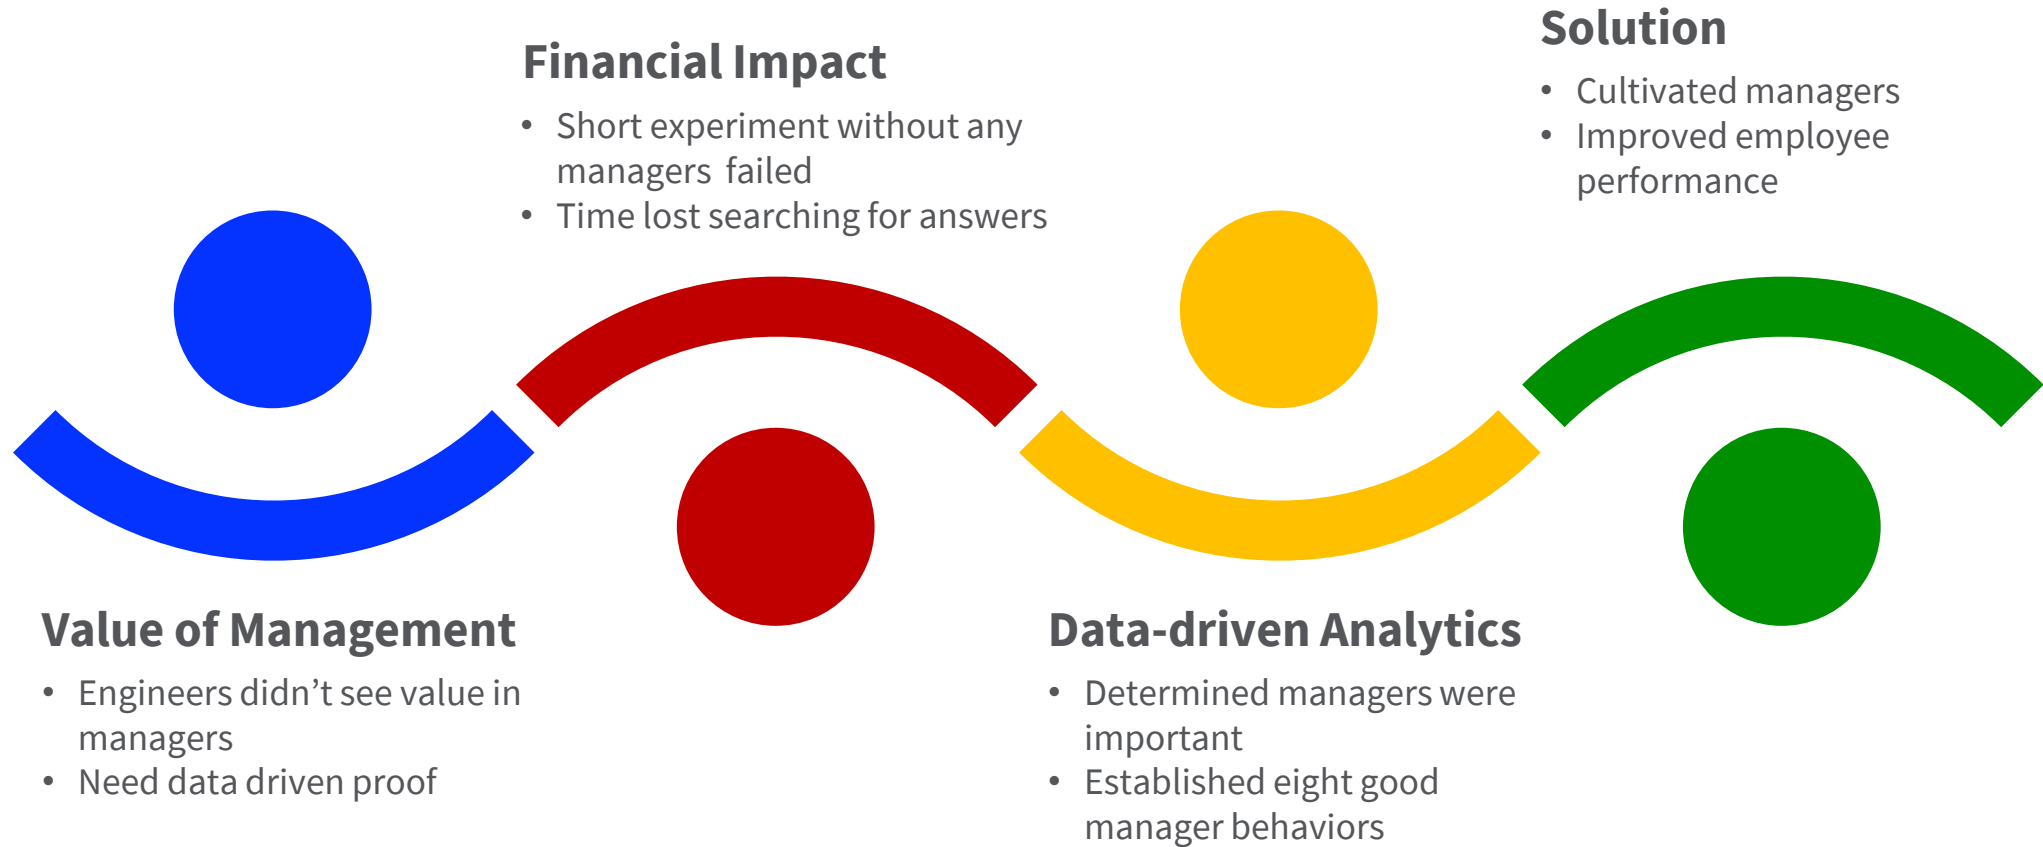 Value of Management
• Engineers didn’t see value in
managers
• Need data driven proof
Financial Impact
• Short experiment without any
managers  failed
• Time lost searching for answers
Data-driven Analytics
• Determined managers were
important
• Established eight good
manager behaviors
Solution
• Cultivated managers
• Improved employee
performance